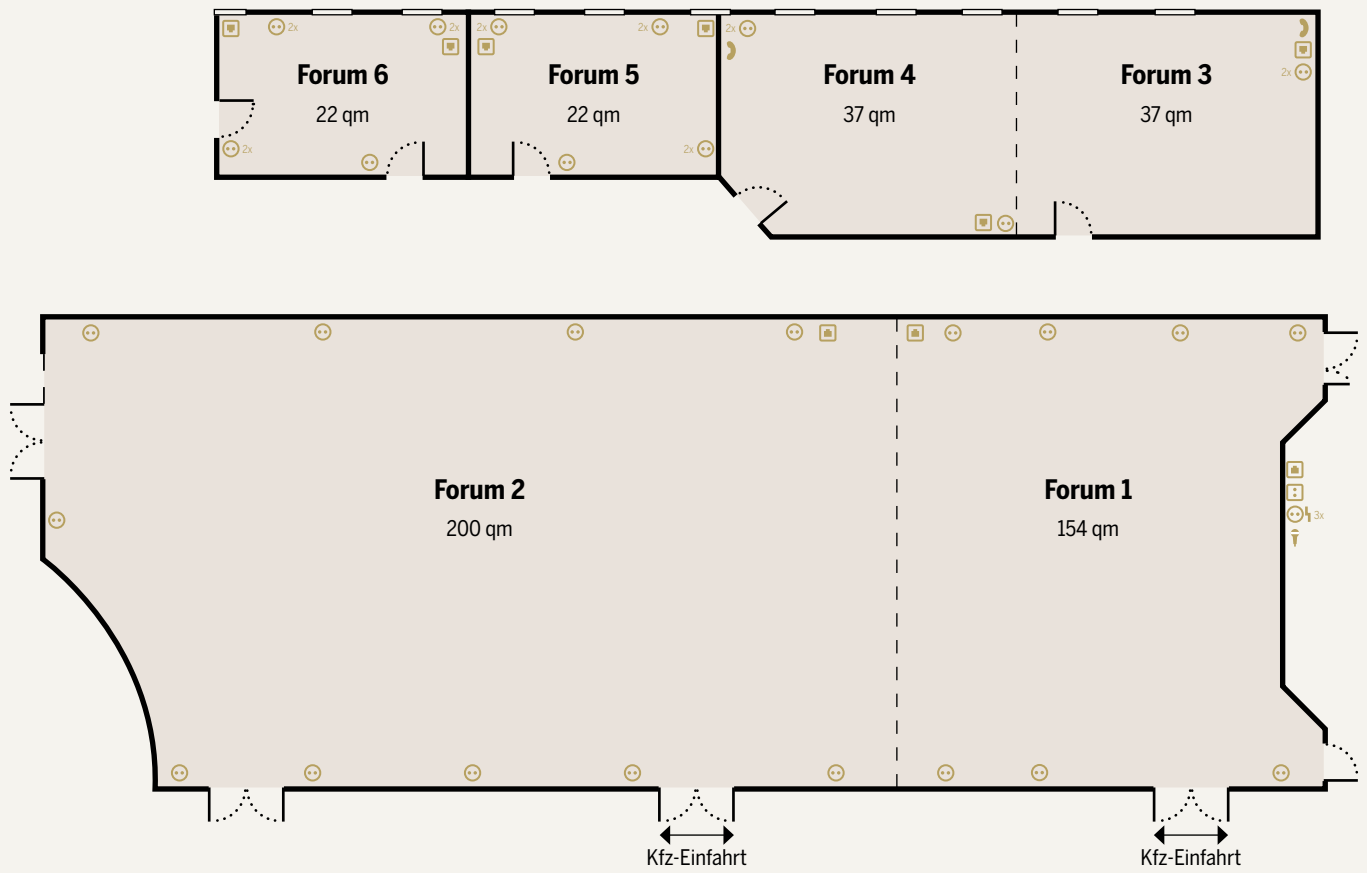 2x
2x
2x
2x
2x
Forum 6
Forum 5
Forum 4
Forum 3
2x
22 qm
22 qm
37 qm
37 qm
2x
2x
Forum 2
Forum 1
3x
200 qm
154 qm
Kfz-Einfahrt
Kfz-Einfahrt